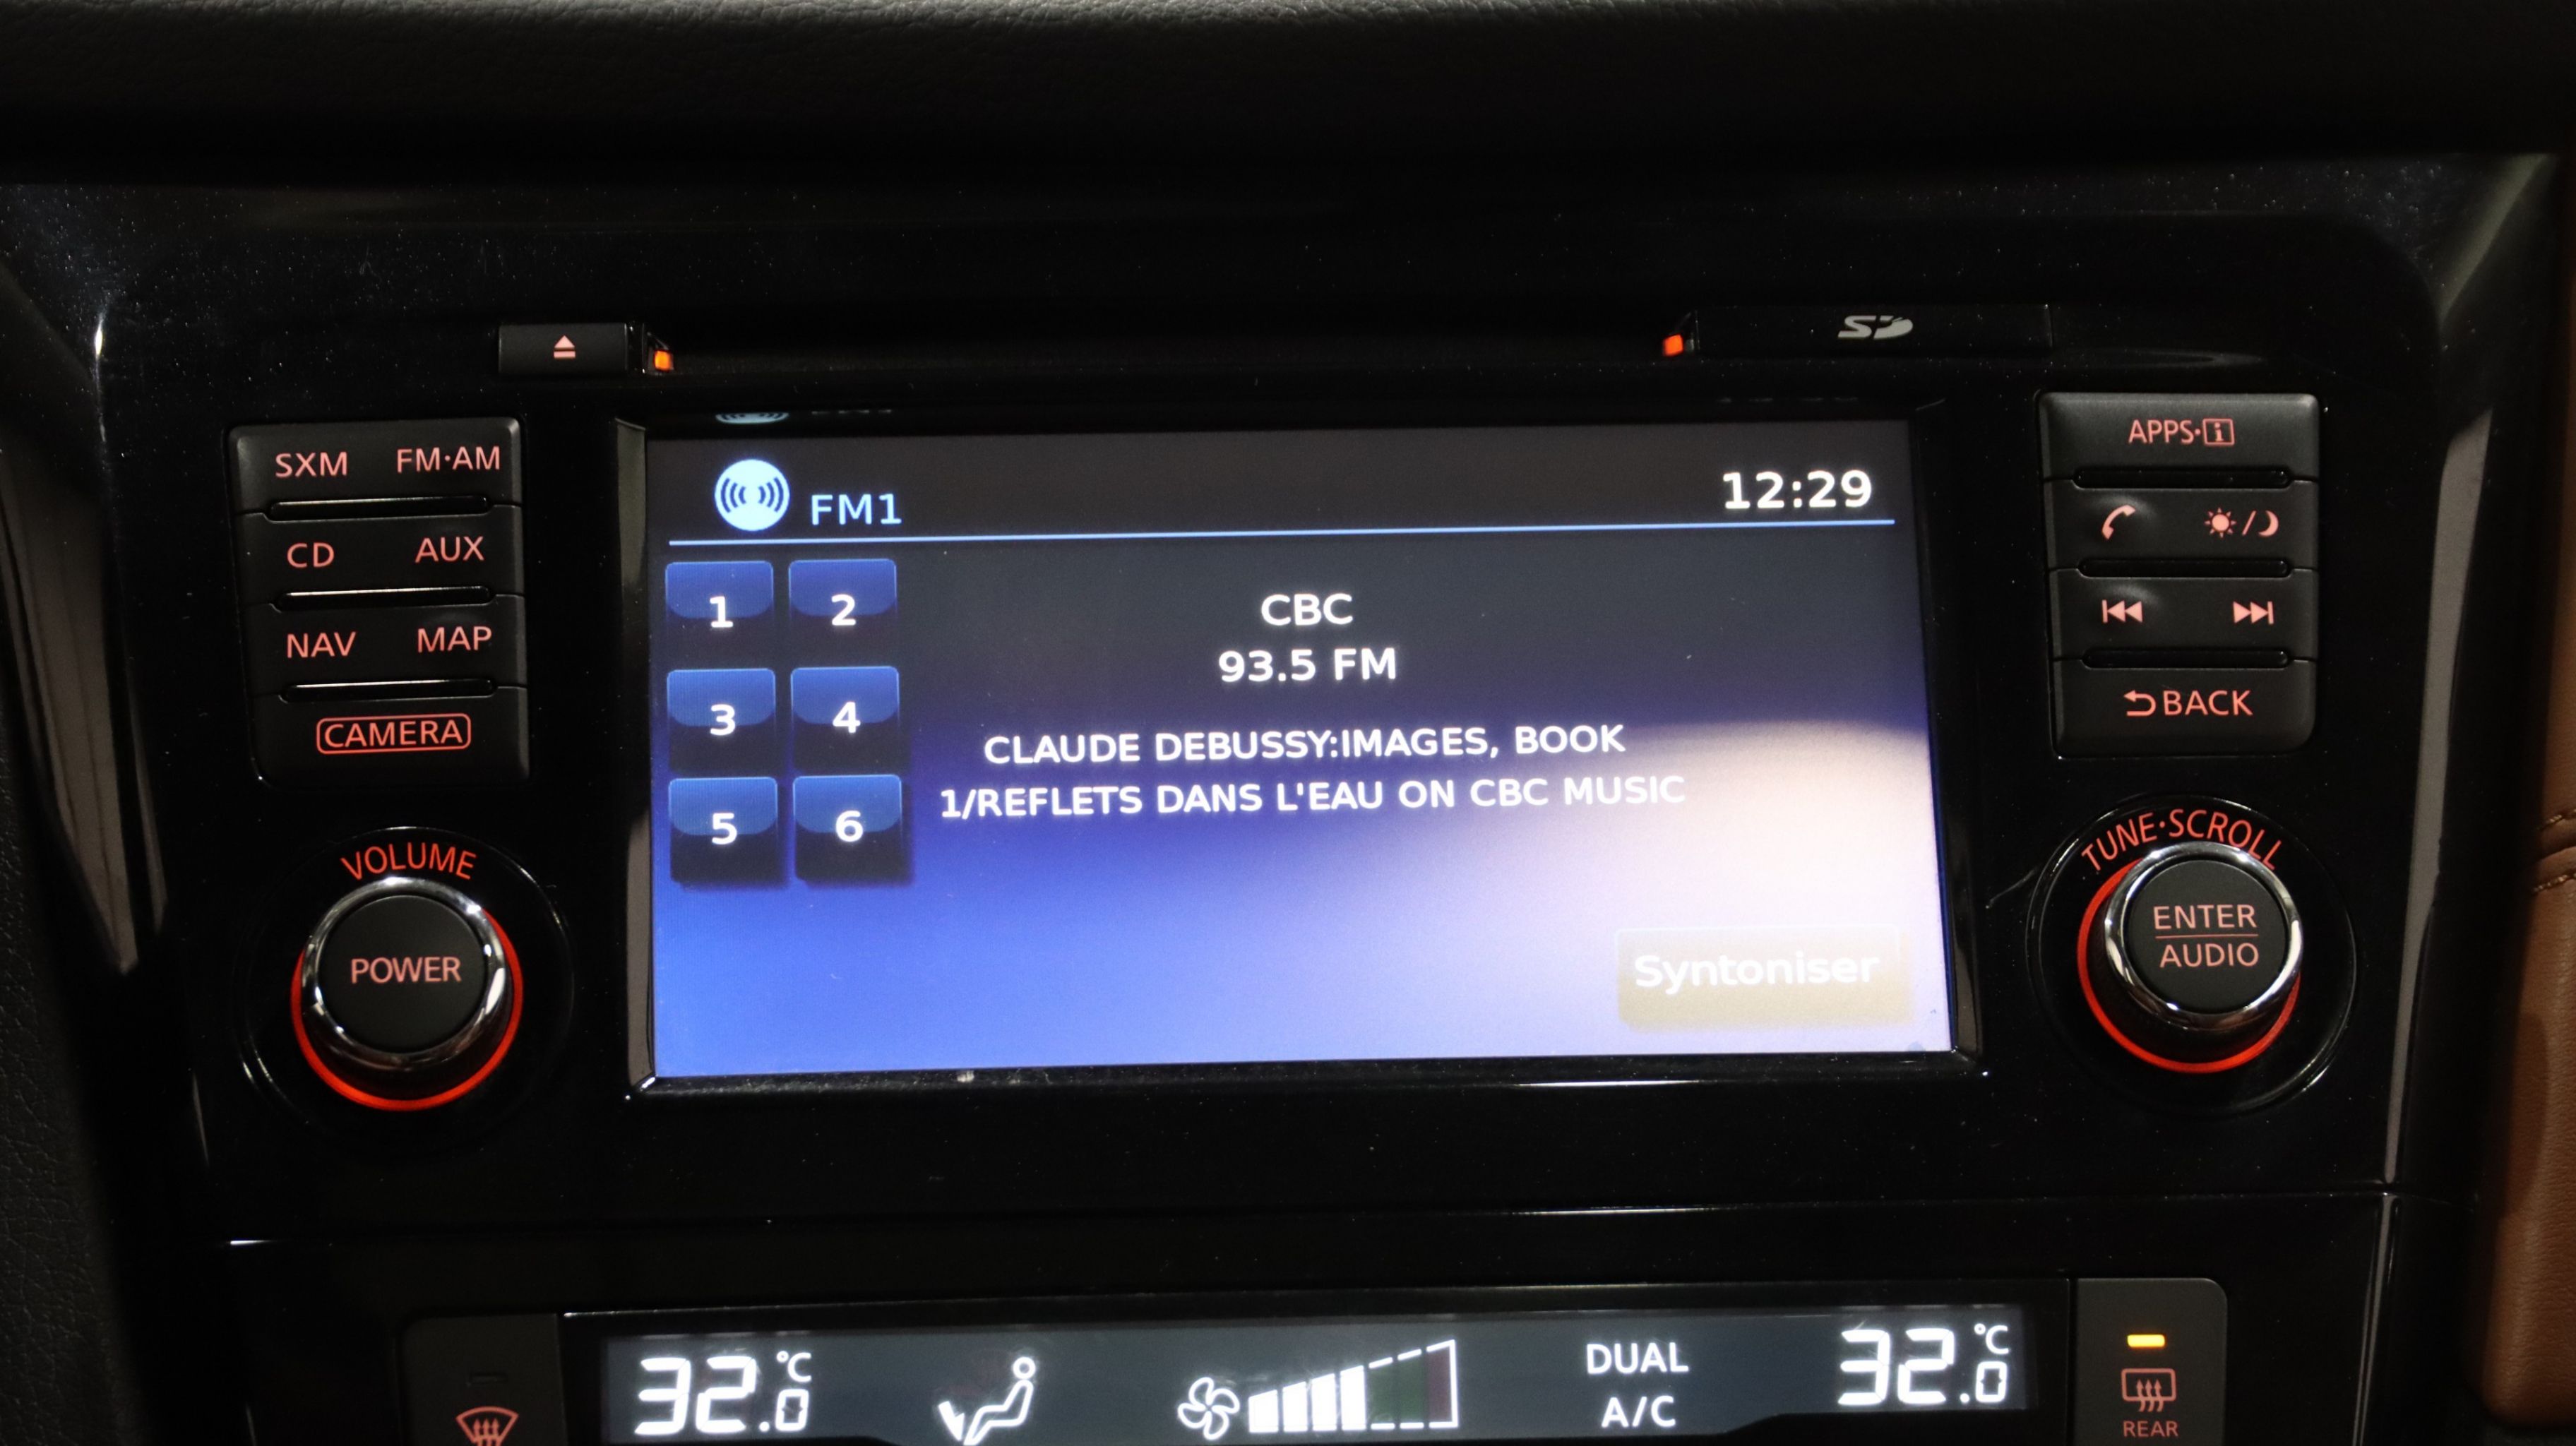 SD
SXM FM·AM
CD AUX
NAV MAP
CAMERA
VOLUME
POWER
FM1 12:29
1 2
3 4
5 6
CBC
93.5 FM
CLAUDE DEBUSSY:IMAGES, BOOK
1/REFLETS DANS L'EAU ON CBC MUSIC
Syntoniser
APPS·i
BACK
TUNE·SCROLL
ENTER
AUDIO
32.0 °C
DUAL
A/C
32.0 °C
REAR